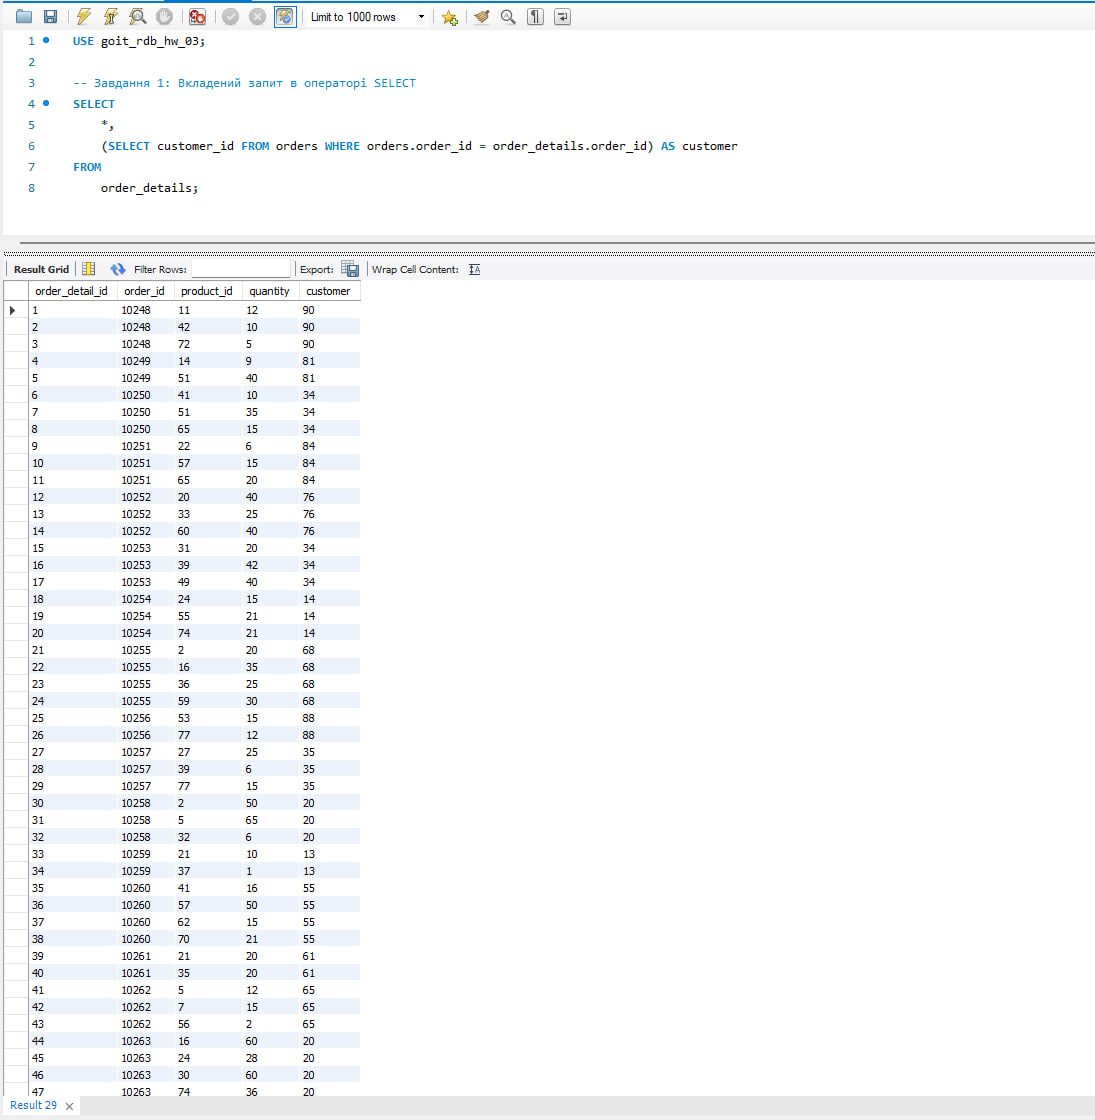 Limit to 1000 rows
1 USE goit_rdb_hw_03;
2
3 -- Завдання 1: Вкладений запит в операторі SELECT
4 SELECT
5 *,
6 (SELECT customer_id FROM orders WHERE orders.order_id = order_details.order_id) AS customer
7 FROM
8 order_details;
Result Grid Filter Rows: Export: Wrap Cell Content: IA
order_detail_id order_id product_id quantity customer
1 10248 11 12 90
2 10248 42 10 90
3 10248 72 5 90
4 10249 14 9 81
5 10249 51 40 81
6 10250 41 10 34
7 10250 51 35 34
8 10250 65 15 34
9 10251 22 6 84
10 10251 57 15 84
11 10251 65 20 84
12 10252 20 40 76
13 10252 33 25 76
14 10252 60 40 76
15 10253 31 20 34
16 10253 39 42 34
17 10253 49 40 34
18 10254 24 15 14
19 10254 55 21 14
20 10254 74 21 14
21 10255 2 20 68
22 10255 16 35 68
23 10255 36 25 68
24 10255 59 30 68
25 10256 53 15 88
26 10256 77 12 88
27 10257 27 25 35
28 10257 39 6 35
29 10257 77 15 35
30 10258 2 50 20
31 10258 5 65 20
32 10258 32 6 20
33 10259 21 10 13
34 10259 37 1 13
35 10260 41 16 55
36 10260 57 50 55
37 10260 62 15 55
38 10260 70 21 55
39 10261 21 20 61
40 10261 35 20 61
41 10262 5 12 65
42 10262 7 15 65
43 10262 56 2 65
44 10263 16 60 20
45 10263 24 28 20
46 10263 30 60 20
47 10263 74 36 20
Result 29